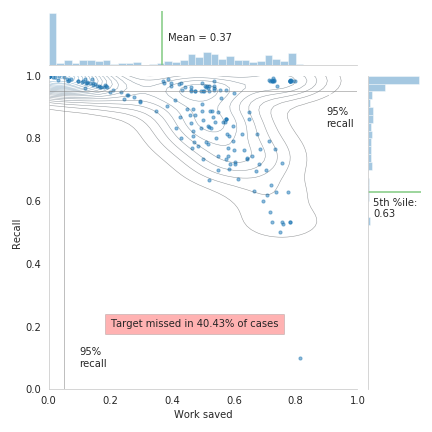 Mean = 0.37
1.0
95%
recall
0.8
5th %ile:
0.63
0.6
Recall
0.4
0.2
Target missed in 40.43% of cases
95%
recall
0.0
0.0
0.2
0.4
0.6
0.8
1.0
Work saved